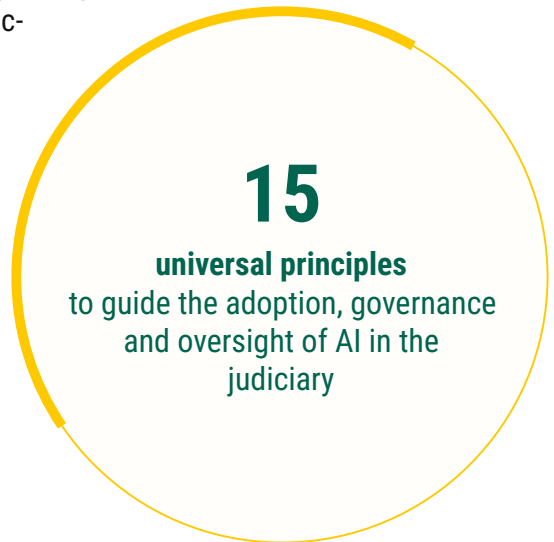 c-
15
universal principles
to guide the adoption, governance
and oversight of AI in the
judiciary